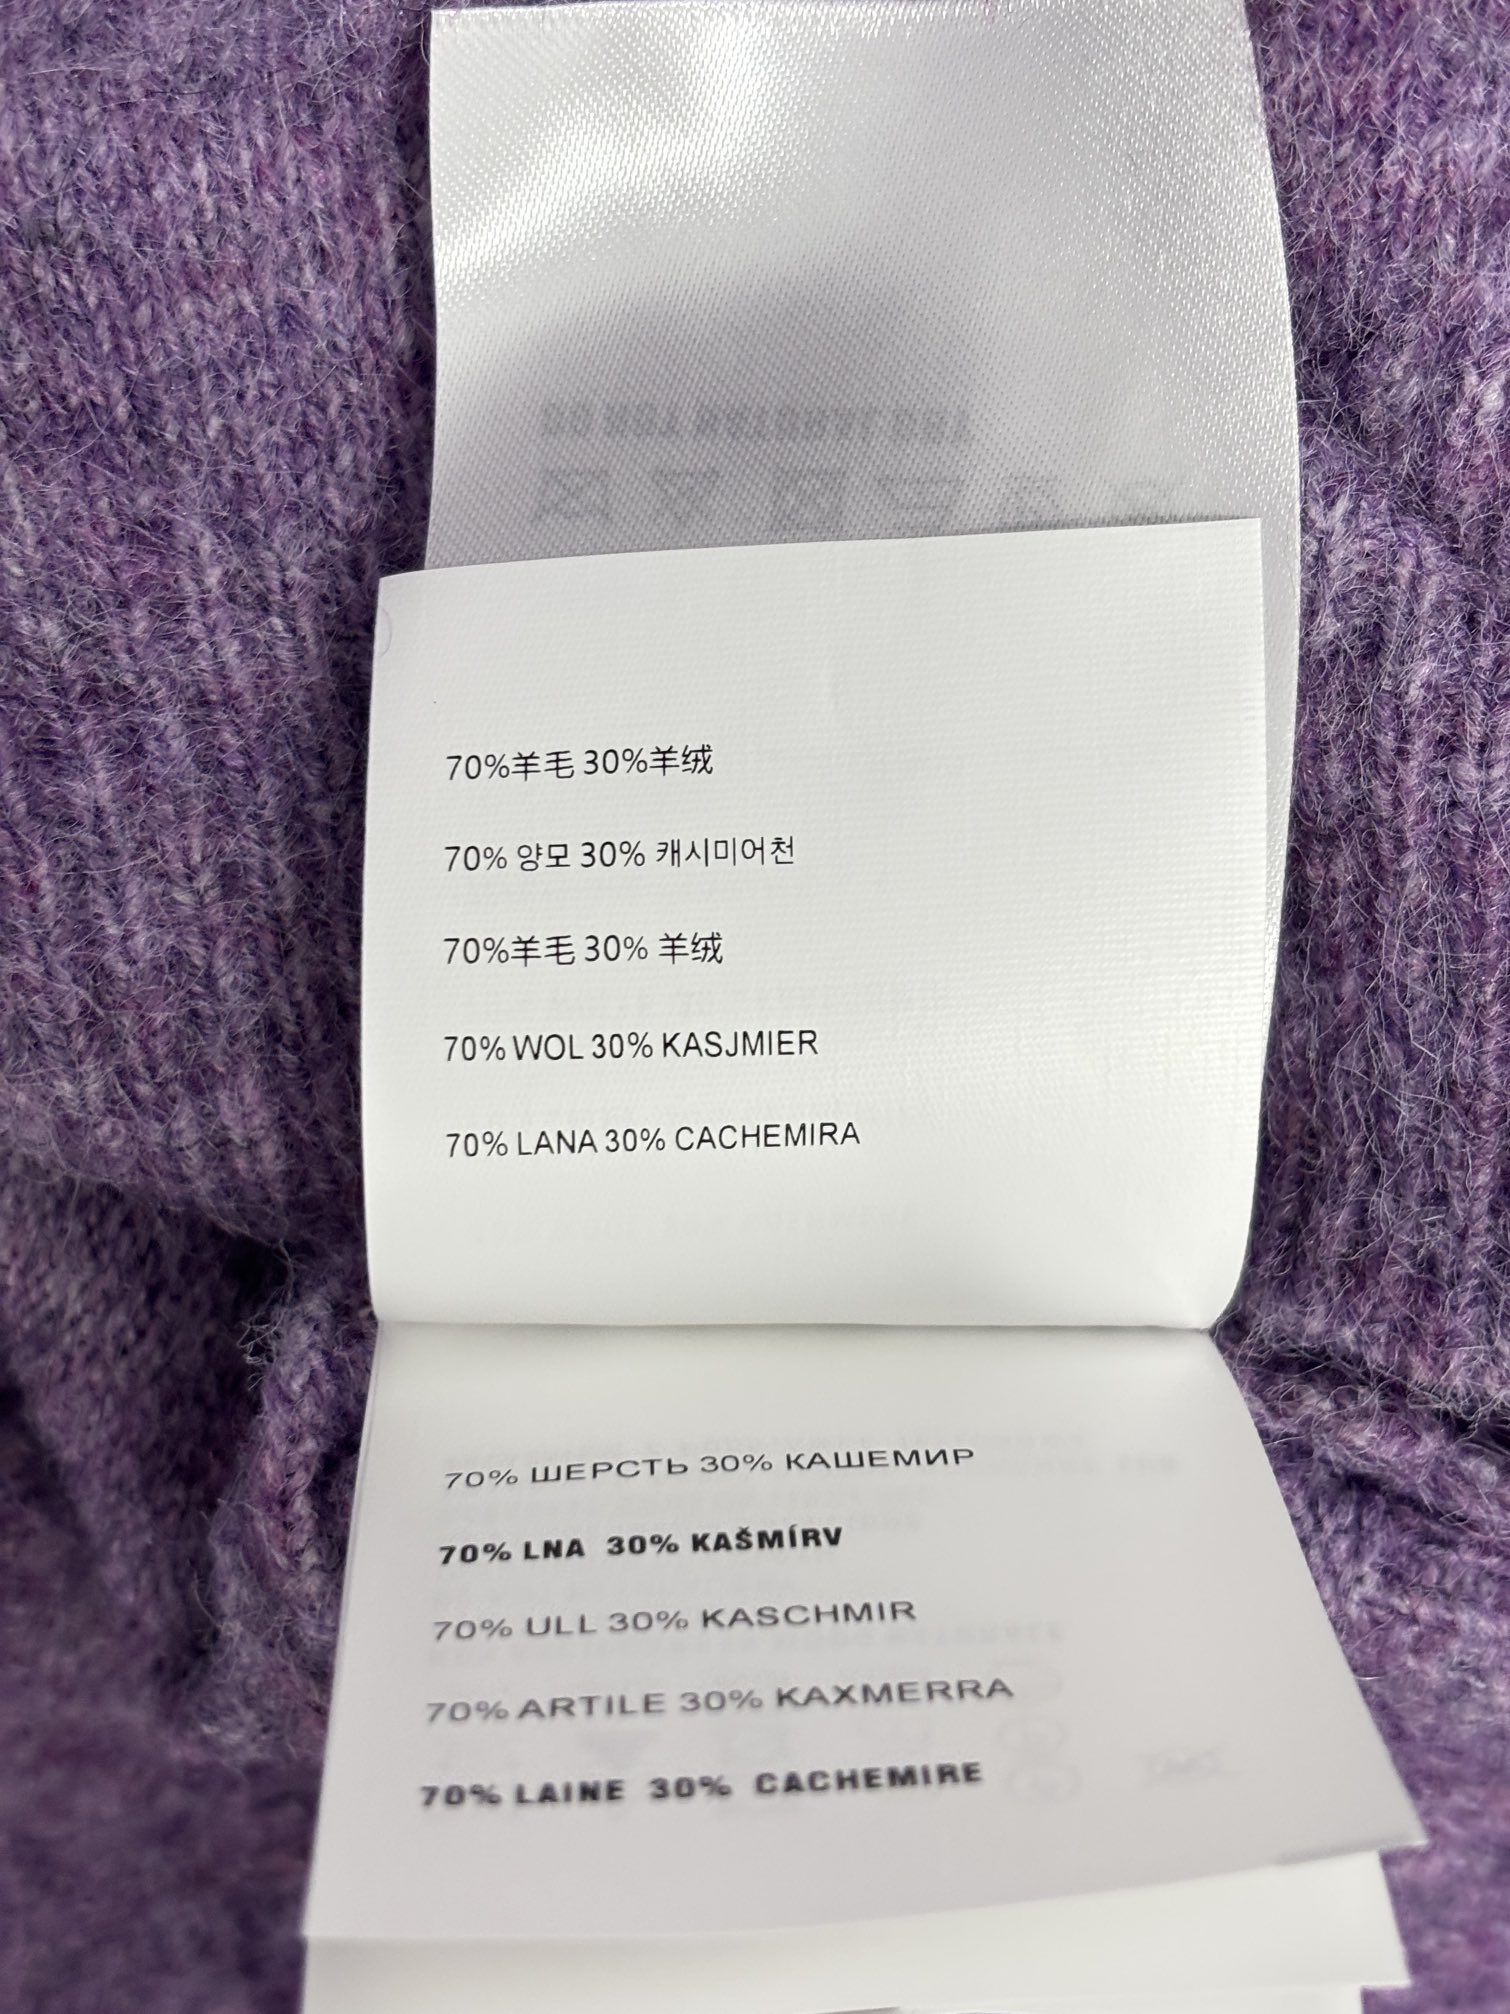 70%羊毛 30%羊绒
70% 양모 30% 캐시미어천
70%羊毛 30% 羊绒
70% WOL 30% KASJMIER
70% LANA 30% CACHEMIRA
70% ШЕРСТЬ 30% КАШЕМИР
70% LNA 30% KAŠMÍRV
70% ULL 30% KASCHMIR
70% ARTILE 30% KAXMERRA
70% LAINE 30% CACHEMIRE